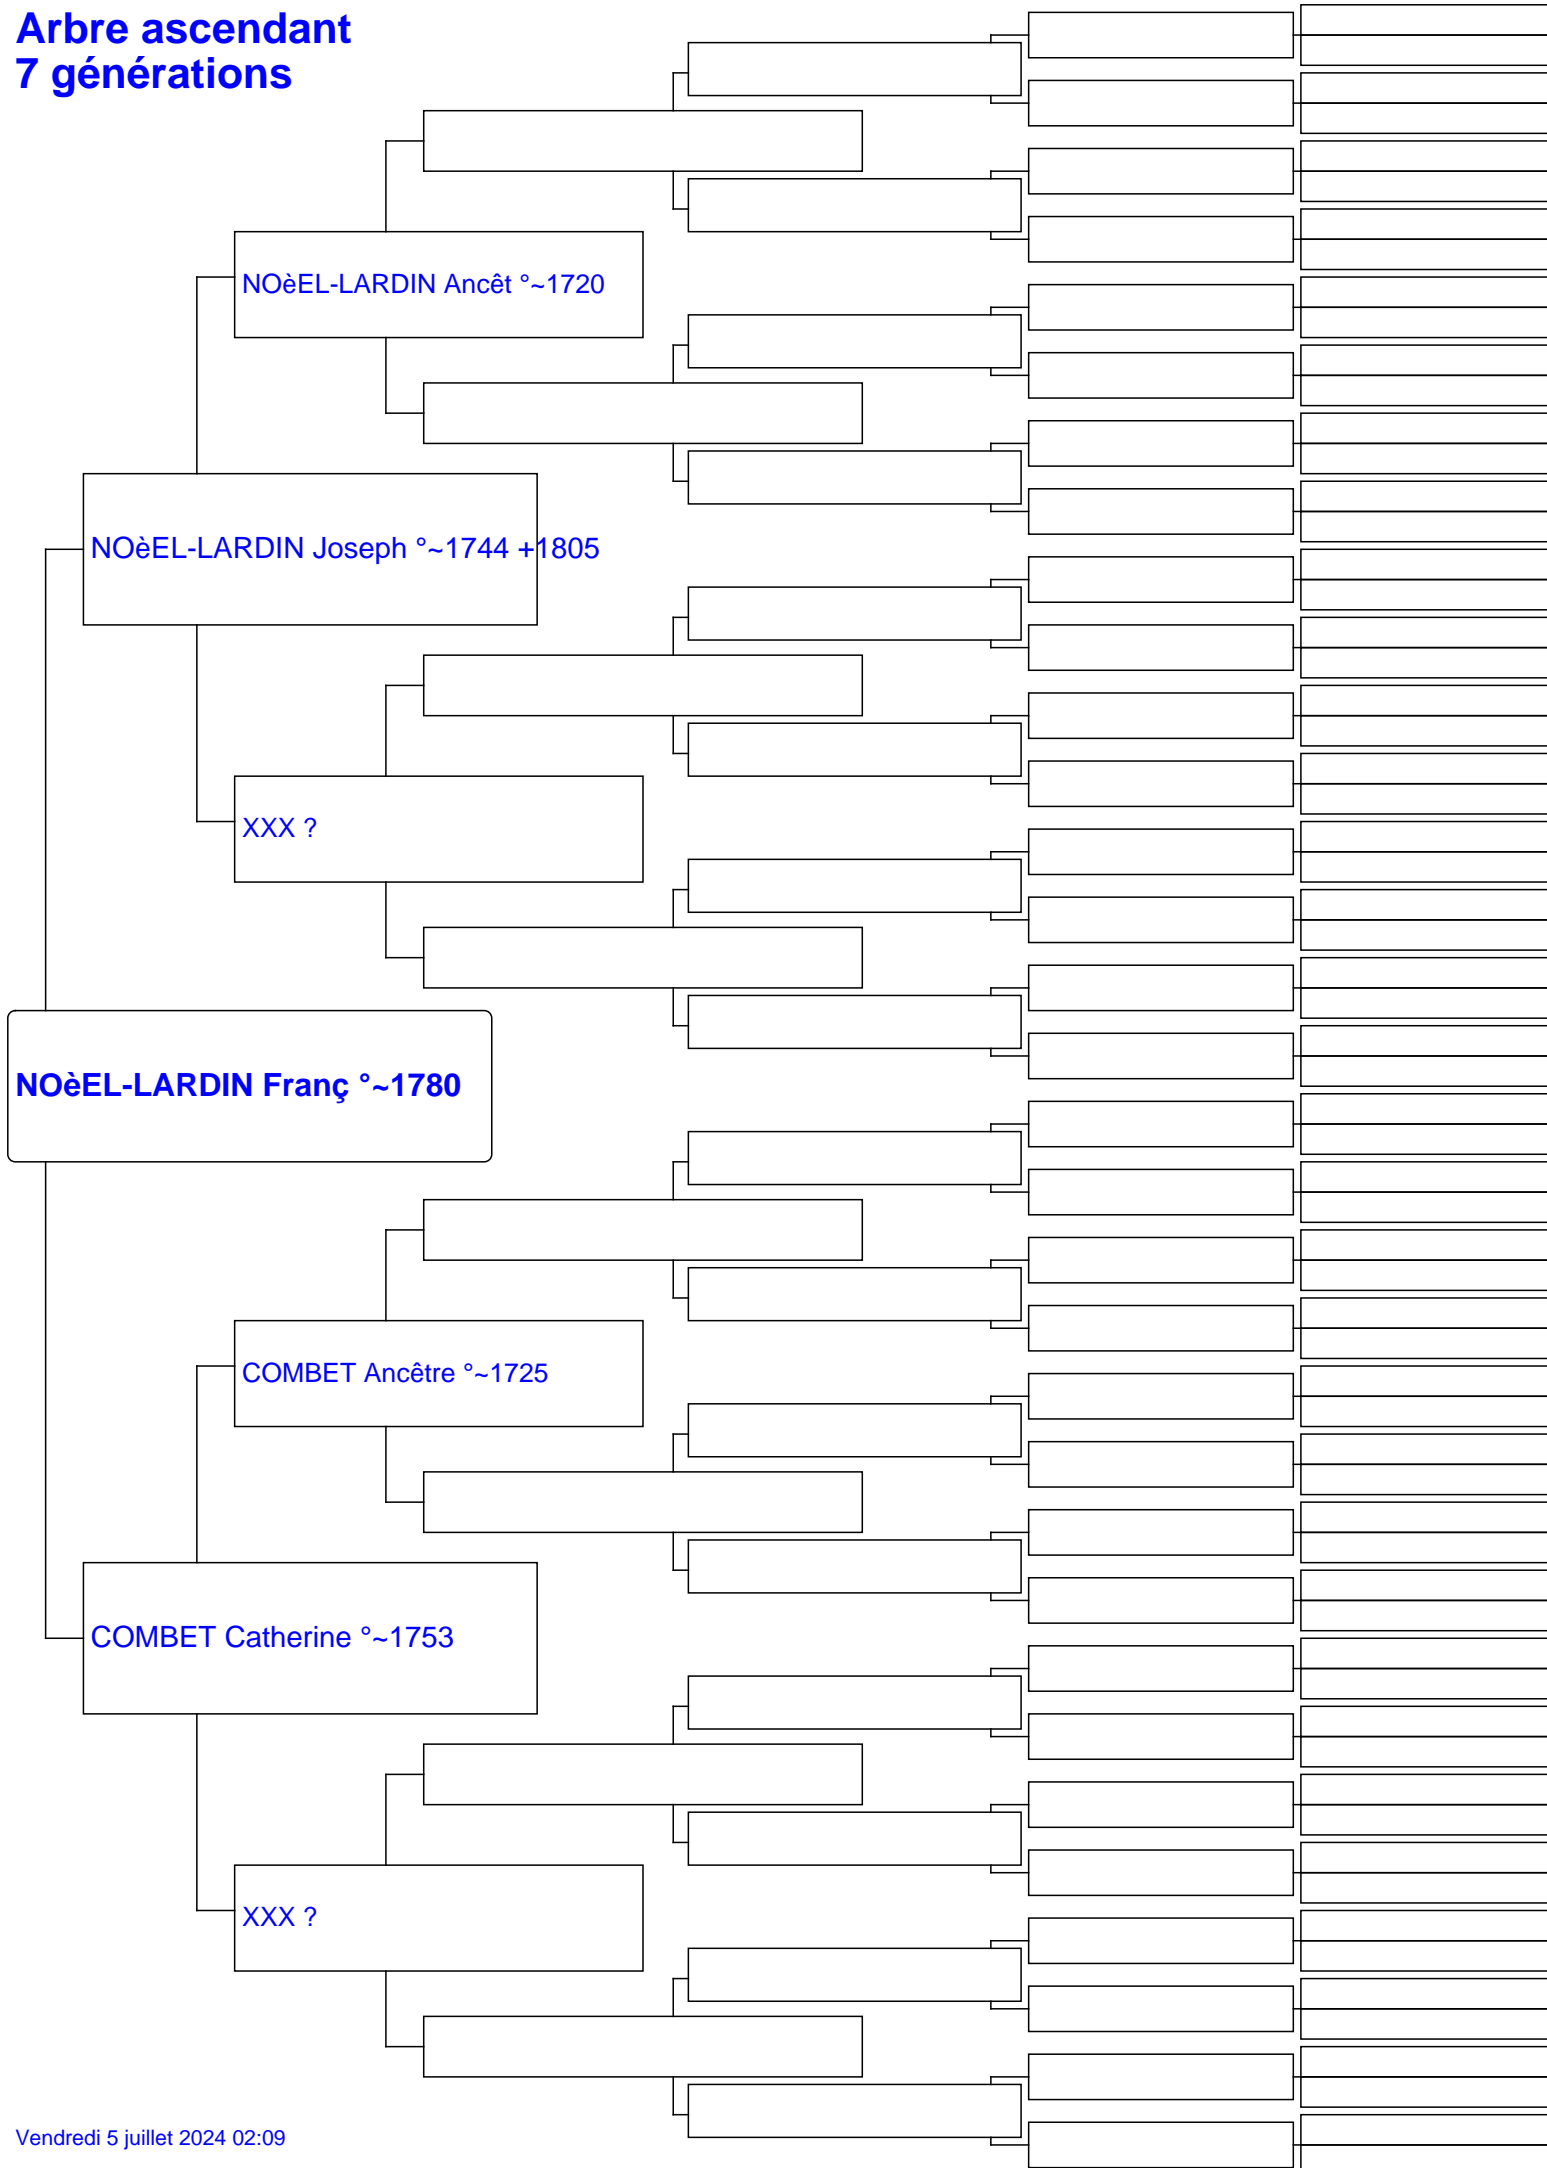 Arbre ascendant
7 générations
NOèEL-LARDIN Ancêt °~1720
NOèEL-LARDIN Joseph °~1744 +1805
XXX ?
NOèEL-LARDIN Franç °~1780
COMBET Ancêtre °~1725
COMBET Catherine °~1753
XXX ?
Vendredi 5 juillet 2024 02:09